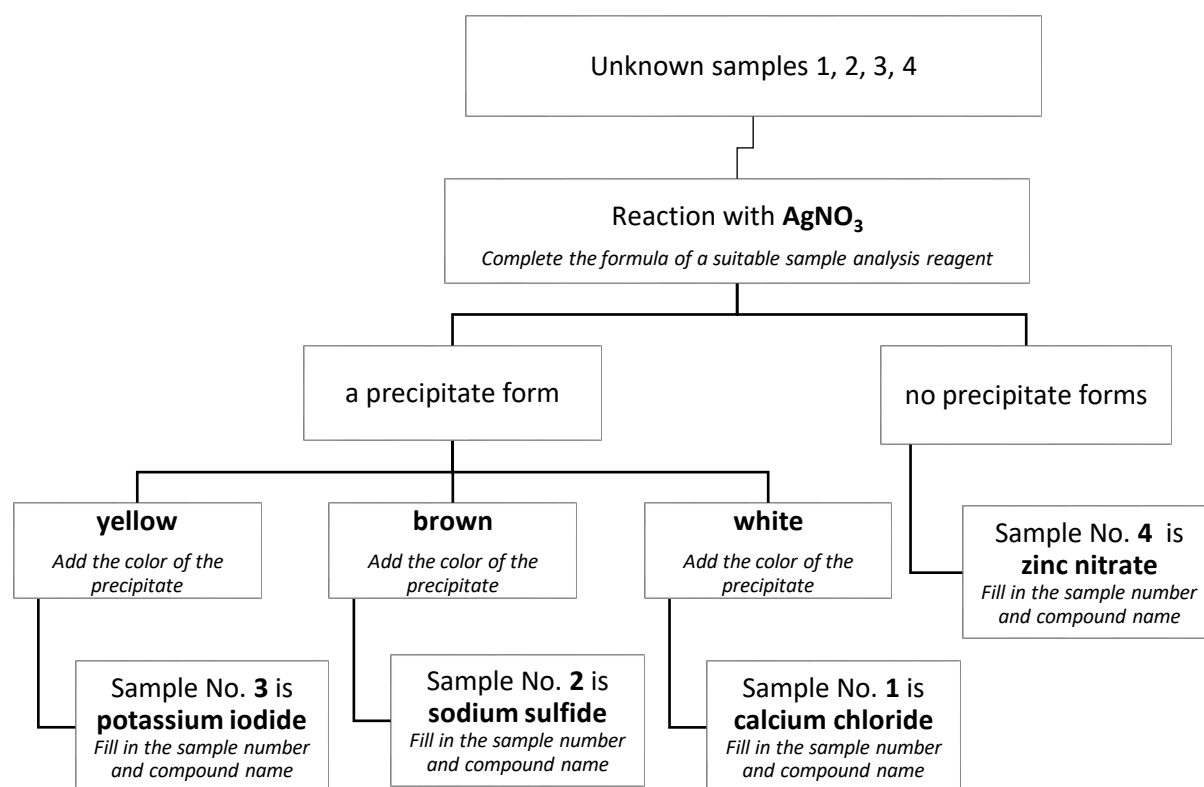 Unknown samples 1, 2, 3, 4
Reaction with AgNO₃
Complete the formula of a suitable sample analysis reagent
a precipitate form
no precipitate forms
yellow
Add the color of the
precipitate
brown
Add the color of the
precipitate
white
Add the color of the
precipitate
Sample No. 4 is
zinc nitrate
Fill in the sample number
and compound name
Sample No. 3 is
potassium iodide
Fill in the sample number
and compound name
Sample No. 2 is
sodium sulfide
Fill in the sample number
and compound name
Sample No. 1 is
calcium chloride
Fill in the sample number
and compound name